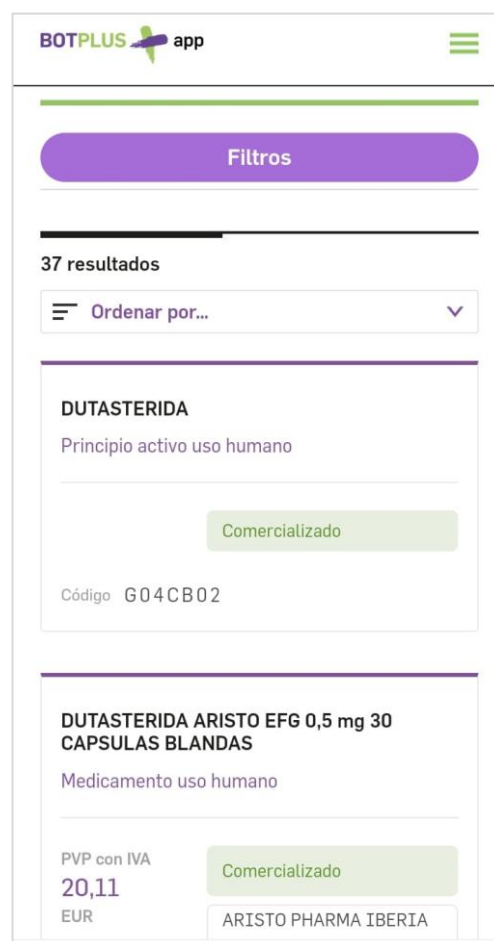 BOTPLUS app
Filtros
37 resultados
Ordenar por...
DUTASTERIDA
Principio activo uso humano
Comercializado
Código G04CB02
DUTASTERIDA ARISTO EFG 0,5 mg 30
CAPSULAS BLANDAS
Medicamento uso humano
PVP con IVA
20,11
EUR
Comercializado
ARISTO PHARMA IBERIA